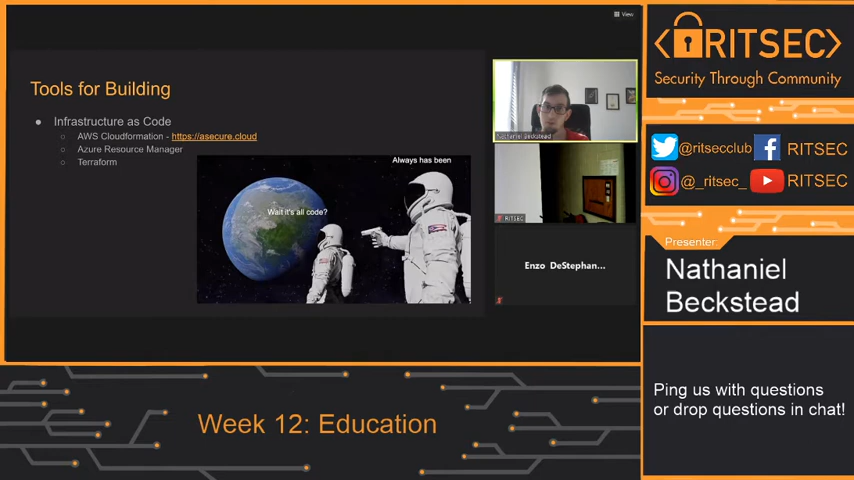 View
Tools for Building
● Infrastructure as Code
○ AWS Cloudformation - https://asecure.cloud
○ Azure Resource Manager
○ Terraform
Always has been
Wait it's all code?
Nathaniel Beckstead
RITSEC
Enzo DeStephan...
<RITSEC>
Security Through Community
@ritsecclub
RITSEC
@_ritsec_
RITSEC
Presenter:
Nathaniel
Beckstead
Ping us with questions
or drop questions in chat!
Week 12: Education